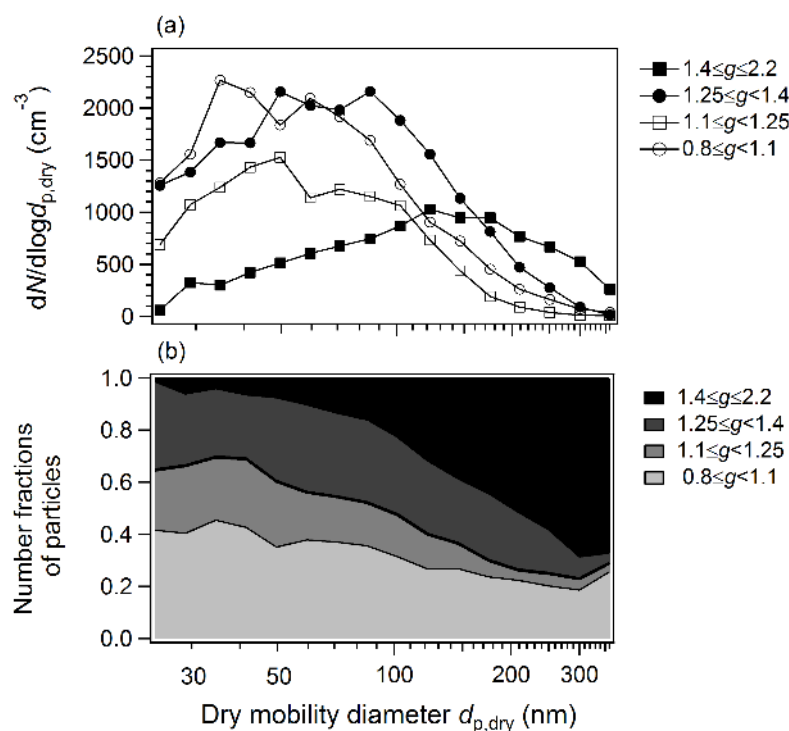 (a)
2500
2000
1500
1000
500
0
dN/dlogd_p,dry (cm⁻³)
1.4≤g≤2.2
1.25≤g<1.4
1.1≤g<1.25
0.8≤g<1.1
(b)
1.0
0.8
0.6
0.4
0.2
0.0
Number fractions
of particles
1.4≤g≤2.2
1.25≤g<1.4
1.1≤g<1.25
0.8≤g<1.1
30 50 100 200 300
Dry mobility diameter d_p,dry (nm)